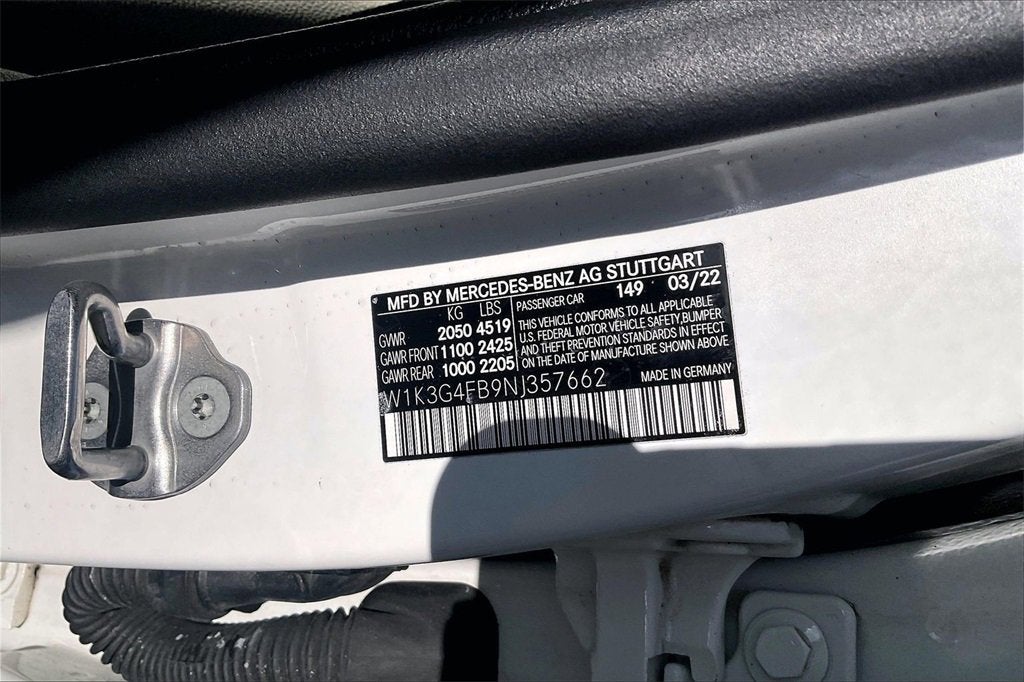 MFD BY MERCEDES-BENZ AG STUTTGART
KG LBS
GVWR 2050 4519
GAWR FRONT 1100 2425
GAWR REAR 1000 2205
PASSENGER CAR 149 03/22
THIS VEHICLE CONFORMS TO ALL APPLICABLE
U.S. FEDERAL MOTOR VEHICLE SAFETY, BUMPER
AND THEFT PREVENTION STANDARDS IN EFFECT
ON THE DATE OF MANUFACTURE SHOWN ABOVE.
W1K3G4FB9NJ357662
MADE IN GERMANY